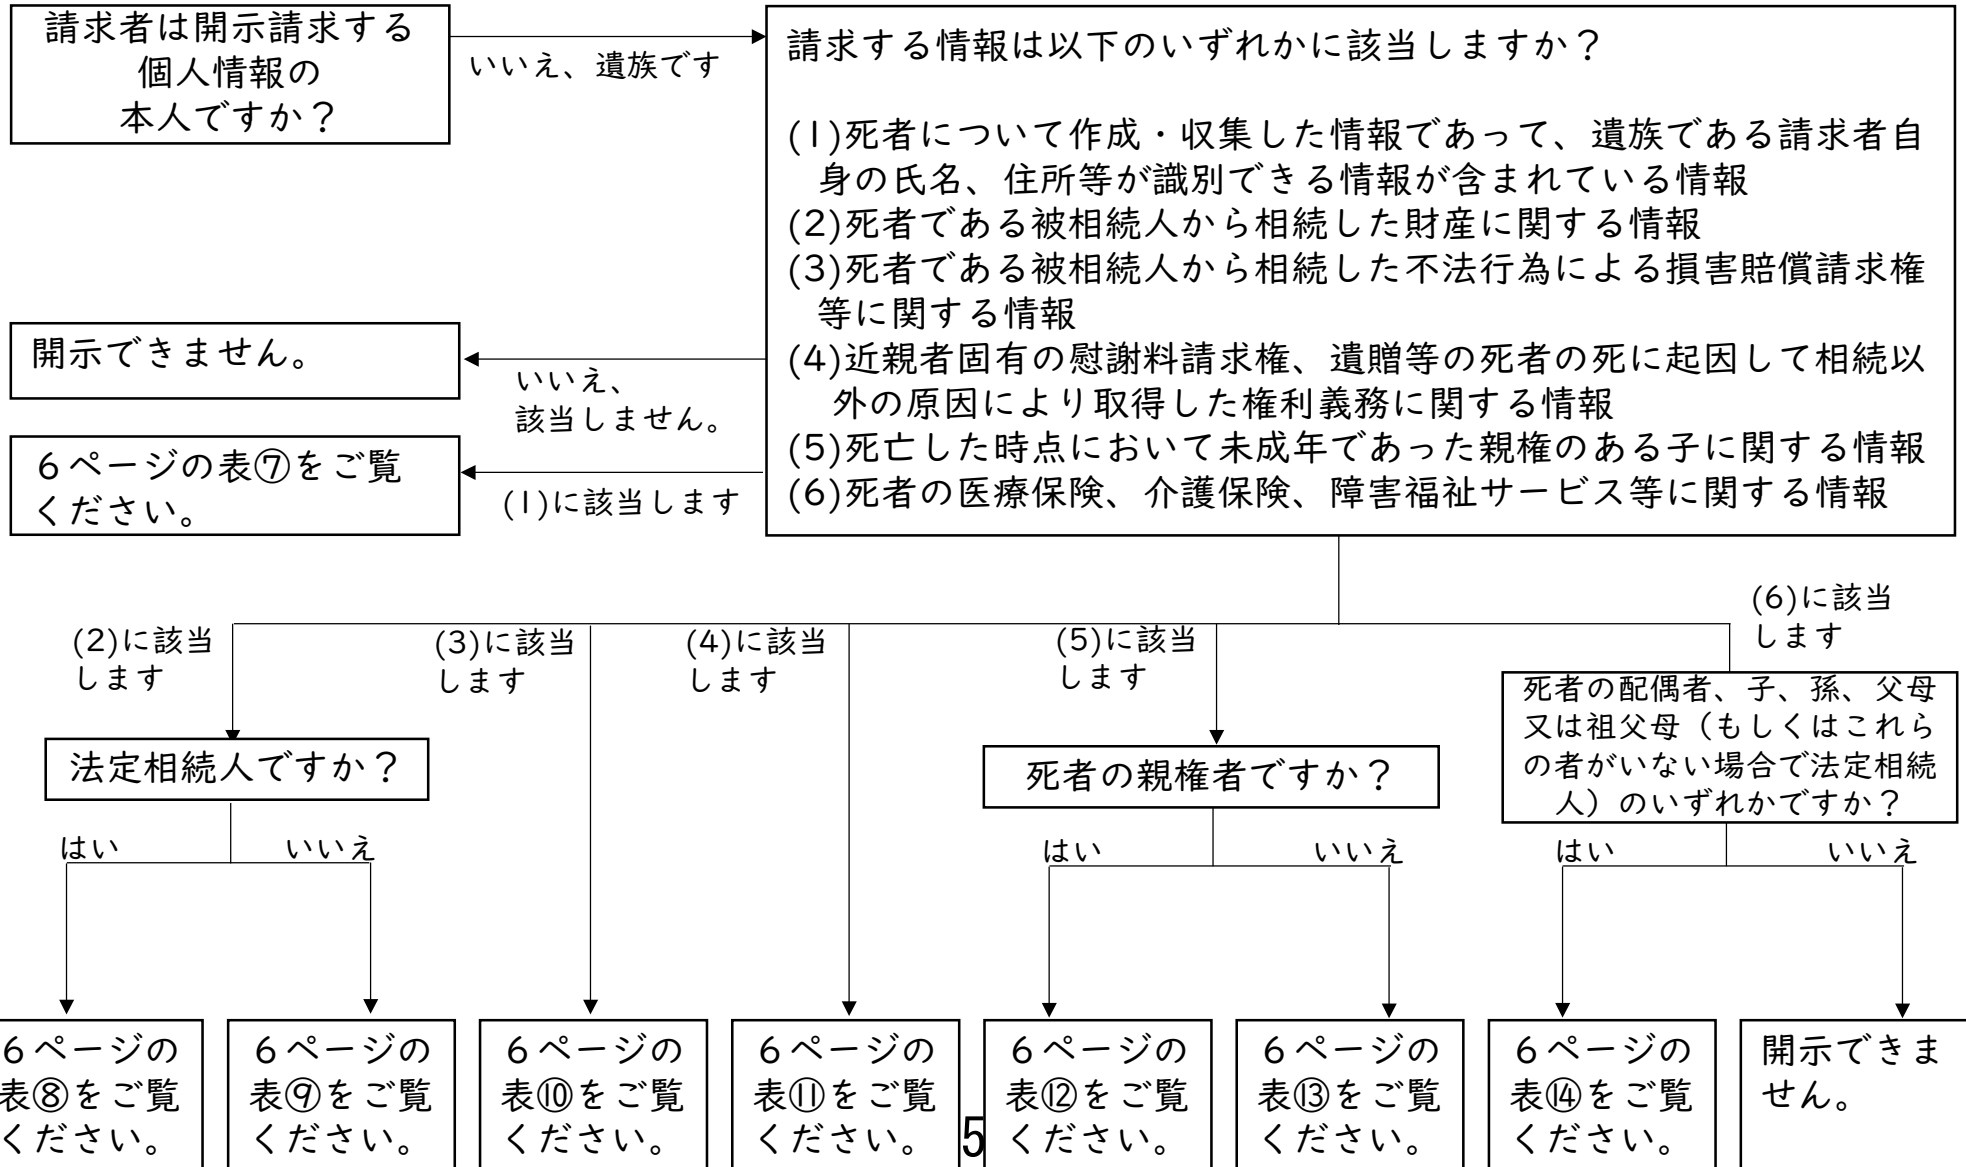 請求者は開示請求する
個人情報の
本人ですか？
いいえ、遺族です
請求する情報は以下のいずれかに該当しますか？
(1)死者について作成・収集した情報であって、遺族である請求者自
身の氏名、住所等が識別できる情報が含まれている情報
(2)死者である被相続人から相続した財産に関する情報
(3)死者である被相続人から相続した不法行為による損害賠償請求権
等に関する情報
(4)近親者固有の慰謝料請求権、遺贈等の死者の死に起因して相続以
外の原因により取得した権利義務に関する情報
(5)死亡した時点において未成年であった親権のある子に関する情報
(6)死者の医療保険、介護保険、障害福祉サービス等に関する情報
開示できません。
いいえ、
該当しません。
6ページの表⑦をご覧
ください。
(1)に該当します
(2)に該当
します
(3)に該当
します
(4)に該当
します
(5)に該当
します
(6)に該当
します
法定相続人ですか？
死者の親権者ですか？
死者の配偶者、子、孫、父母
又は祖父母（もしくはこれら
の者がいない場合で法定相続
人）のいずれかですか？
はい
いいえ
はい
いいえ
はい
いいえ
6ページの
表⑧をご覧
ください。
6ページの
表⑨をご覧
ください。
6ページの
表⑩をご覧
ください。
6ページの
表⑪をご覧
ください。
6ページの
表⑫をご覧
ください。
6ページの
表⑬をご覧
ください。
6ページの
表⑭をご覧
ください。
開示できま
せん。
5